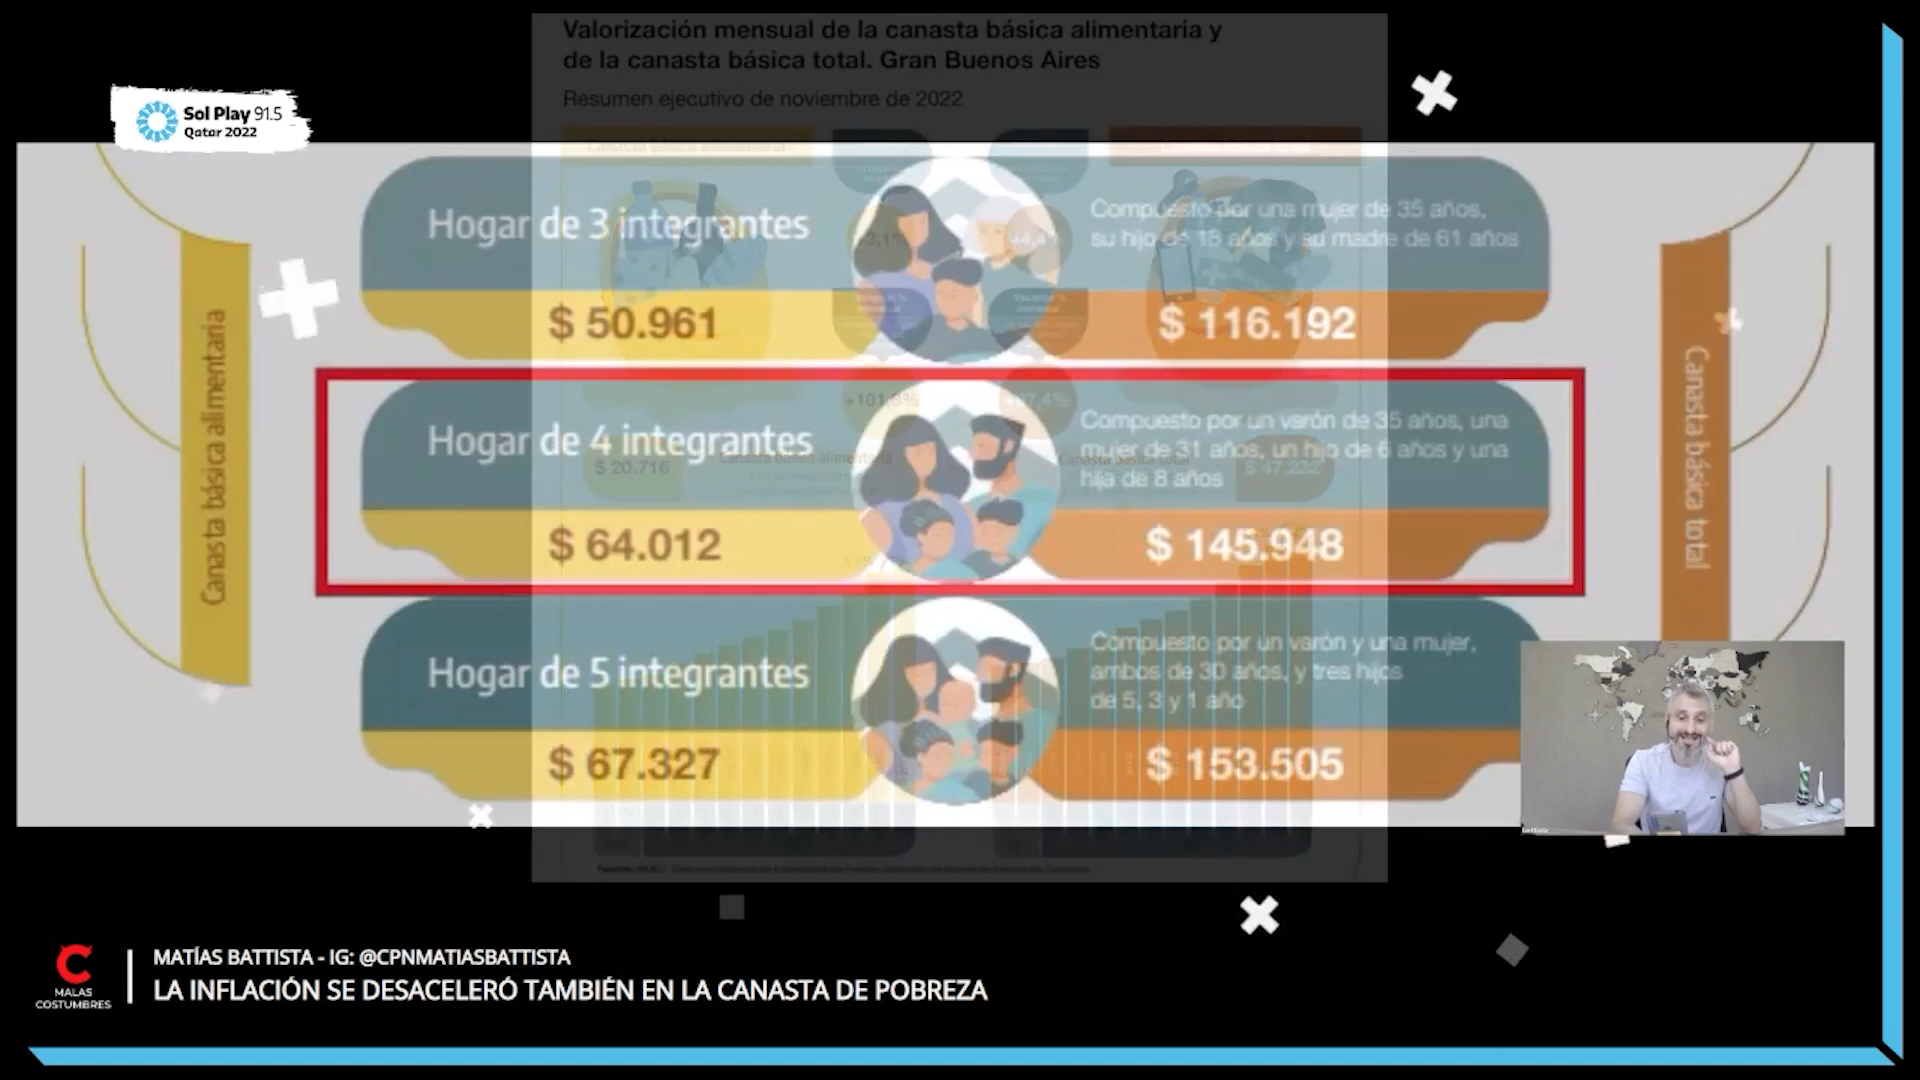 Valorización mensual de la canasta básica alimentaria y
de la canasta básica total. Gran Buenos Aires
Resumen ejecutivo de noviembre de 2022
Sol Play 91.5
Qatar 2022
Hogar de 3 integrantes
Compuesto por una mujer de 35 años,
su hijo de 18 años y su madre de 61 años
$ 50.961
$ 116.192
Canasta básica alimentaria
Canasta básica total
Hogar de 4 integrantes
Compuesto por un varón de 35 años, una
mujer de 31 años, un hijo de 6 años y una
hija de 8 años
$ 20.716
$ 47.232
$ 64.012
$ 145.948
Hogar de 5 integrantes
Compuesto por un varón y una mujer,
ambos de 30 años, y tres hijos
de 5, 3 y 1 año
$ 67.327
$ 153.505
MATÍAS BATTISTA - IG: @CPNMATIASBATTISTA
LA INFLACIÓN SE DESACELERÓ TAMBIÉN EN LA CANASTA DE POBREZA
MALAS
COSTUMBRES